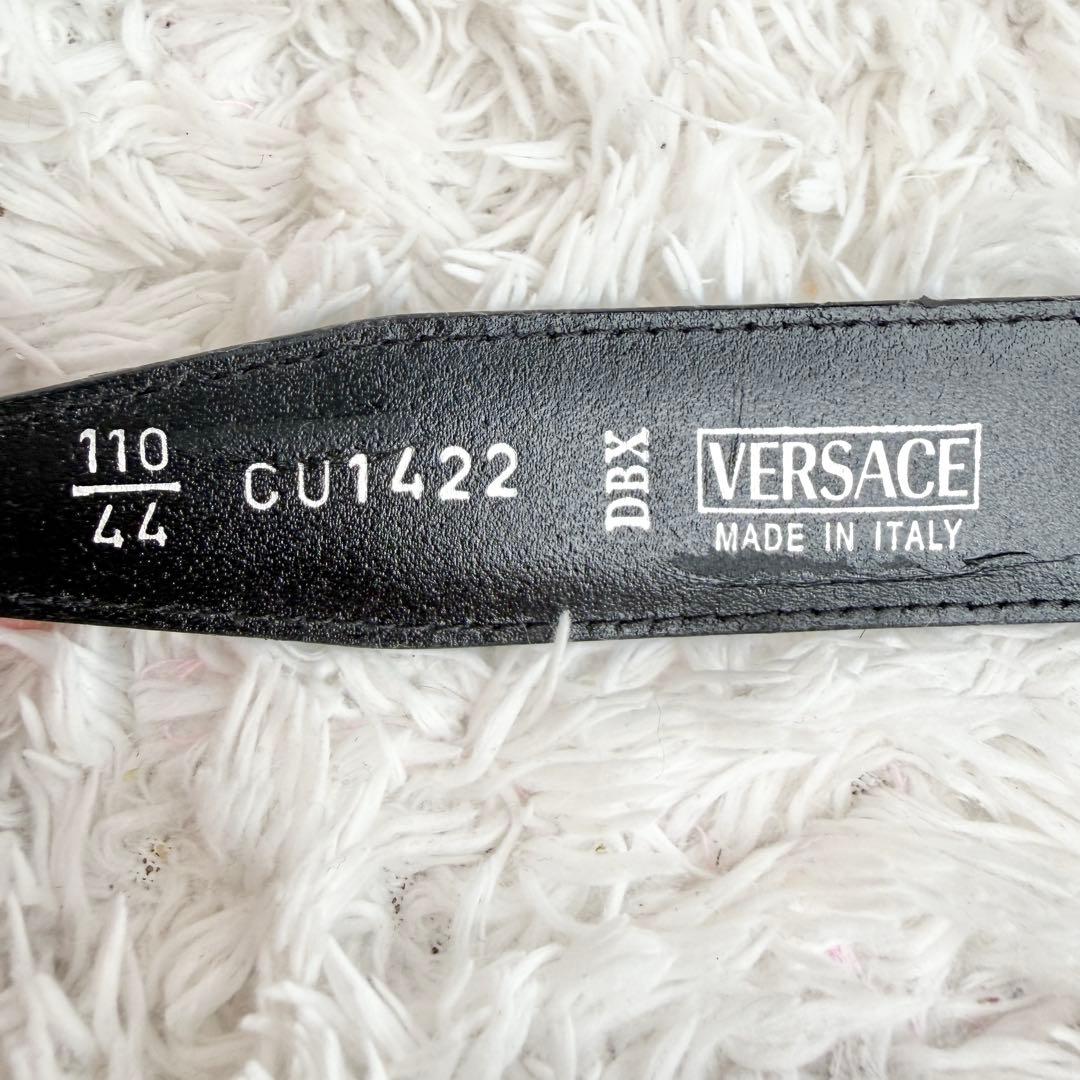 110
44
CU1422
DBX
VERSACE
MADE IN ITALY